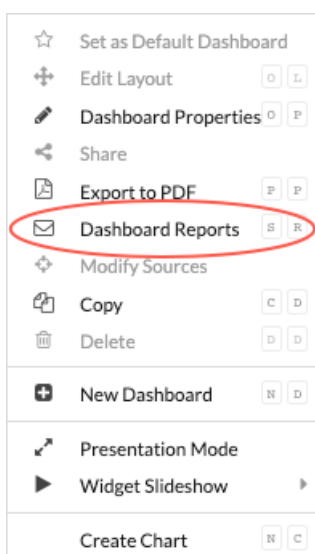 Set as Default Dashboard
Edit Layout O L
Dashboard Properties O P
Share
Export to PDF P P
Dashboard Reports S R
Modify Sources
Copy C D
Delete D D
New Dashboard N D
Presentation Mode
Widget Slideshow
Create Chart N C